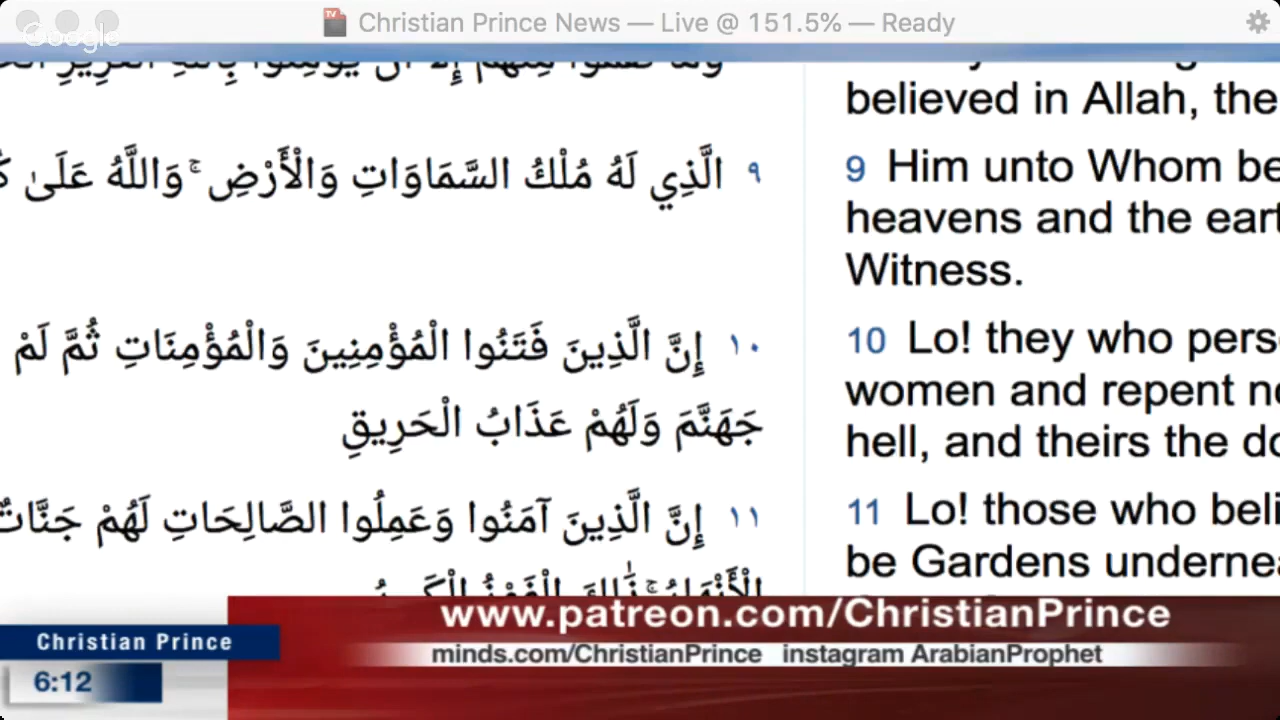 Christian Prince News — Live @ 151.5% — Ready
Google
believed in Allah, the
٩ الَّذِي لَهُ مُلْكُ السَّمَاوَاتِ وَالْأَرْضِ ۚ وَاللَّهُ عَلَىٰ
9 Him unto Whom be
heavens and the eart
Witness.
١٠ إِنَّ الَّذِينَ فَتَنُوا الْمُؤْمِنِينَ وَالْمُؤْمِنَاتِ ثُمَّ لَمْ
جَهَنَّمَ وَلَهُمْ عَذَابُ الْحَرِيقِ
10 Lo! they who pers
women and repent no
hell, and theirs the do
١١ إِنَّ الَّذِينَ آمَنُوا وَعَمِلُوا الصَّالِحَاتِ لَهُمْ جَنَّاتٌ
11 Lo! those who beli
be Gardens undernea
www.patreon.com/ChristianPrince
minds.com/ChristianPrince instagram ArabianProphet
Christian Prince
6:12